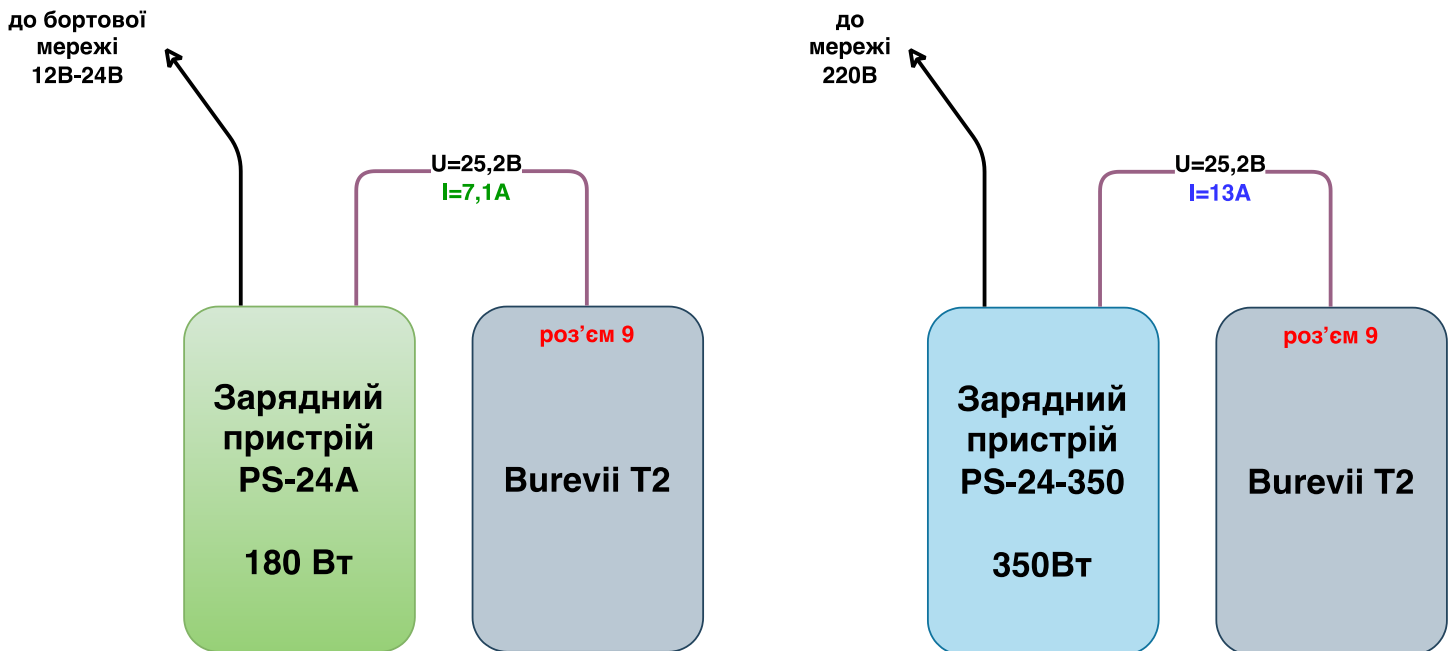 до бортової
мережі
12В-24В
U=25,2В
I=7,1А
роз’єм 9
Зарядний
пристрій
PS-24A
180 Вт
Burevii T2
до
мережі
220В
U=25,2В
I=13А
роз’єм 9
Зарядний
пристрій
PS-24-350
350Вт
Burevii T2